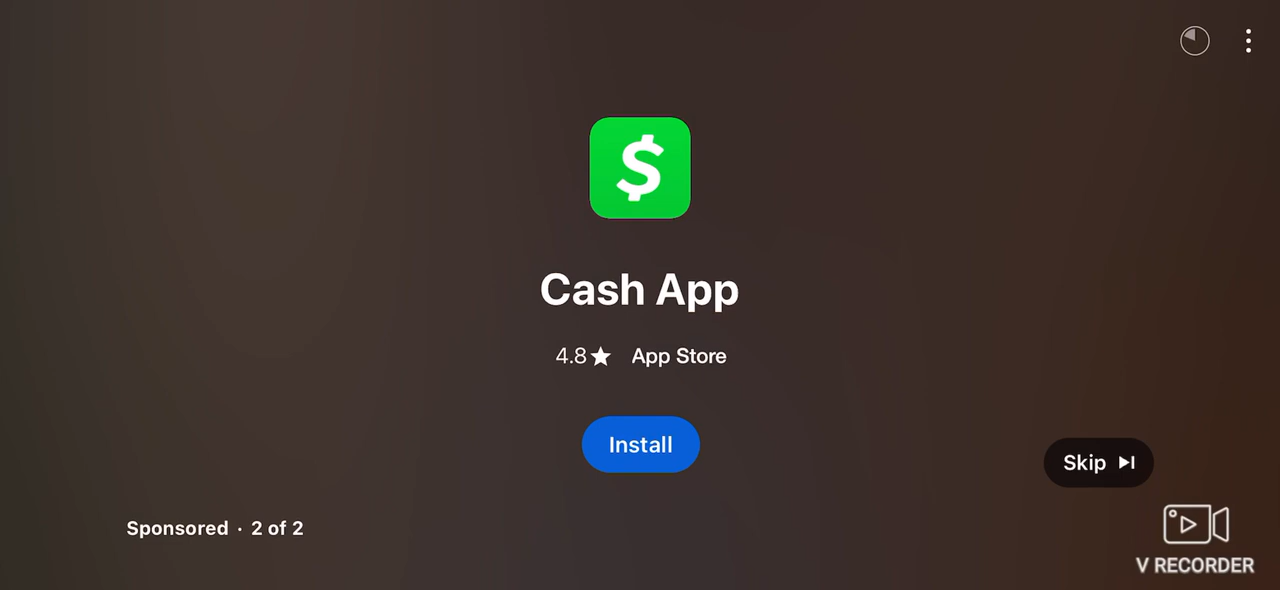 $
Cash App
4.8★ App Store
Install
Skip
Sponsored · 2 of 2
V RECORDER